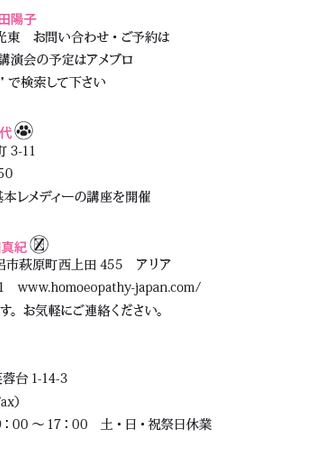 田陽子
光東　お問い合わせ・ご予約は
講演会の予定はアメブロ
" で検索して下さい
代
町 3-11
50
基本レメディーの講座を開催
真紀
呂市萩原町西上田 455　アリア
1　www.homoeopathy-japan.com/
す。お気軽にご連絡ください。
芙蓉台 1-14-3
ax）
9：00 〜 17：00　土・日・祝祭日休業